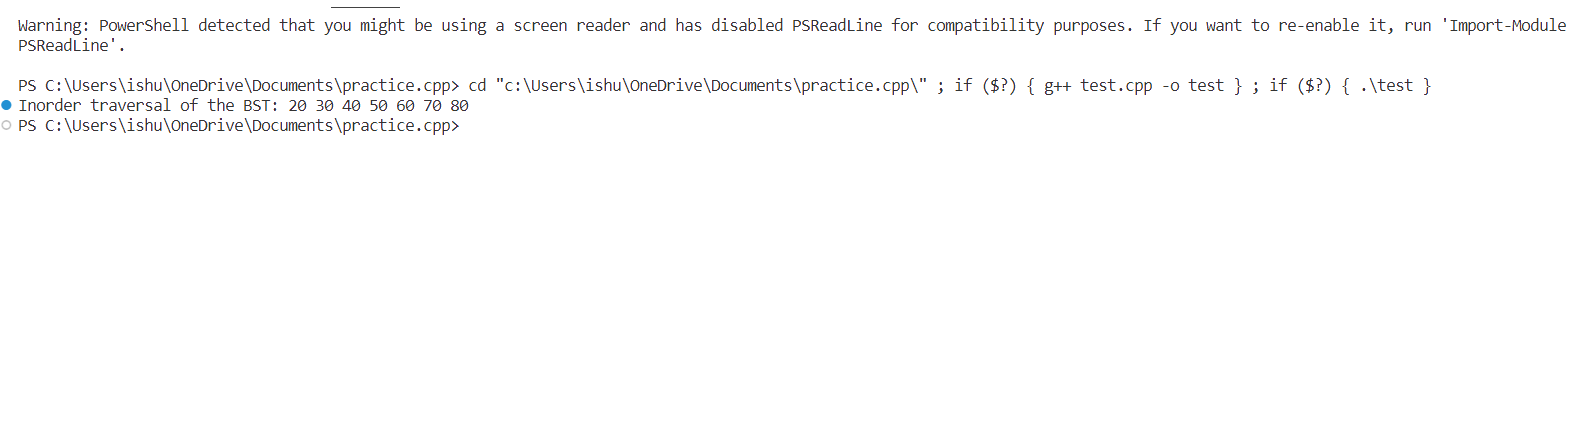 Warning: PowerShell detected that you might be using a screen reader and has disabled PSReadLine for compatibility purposes. If you want to re-enable it, run 'Import-Module
PSReadLine'.
PS C:\Users\ishu\OneDrive\Documents\practice.cpp> cd "c:\Users\ishu\OneDrive\Documents\practice.cpp\" ; if ($?) { g++ test.cpp -o test } ; if ($?) { .\test }
Inorder traversal of the BST: 20 30 40 50 60 70 80
PS C:\Users\ishu\OneDrive\Documents\practice.cpp>